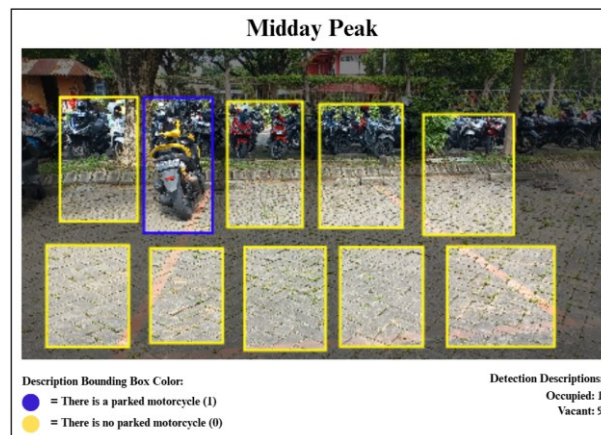 Midday Peak
Description Bounding Box Color:
= There is a parked motorcycle (1)
= There is no parked motorcycle (0)
Detection Descriptions:
Occupied: 1
Vacant: 9